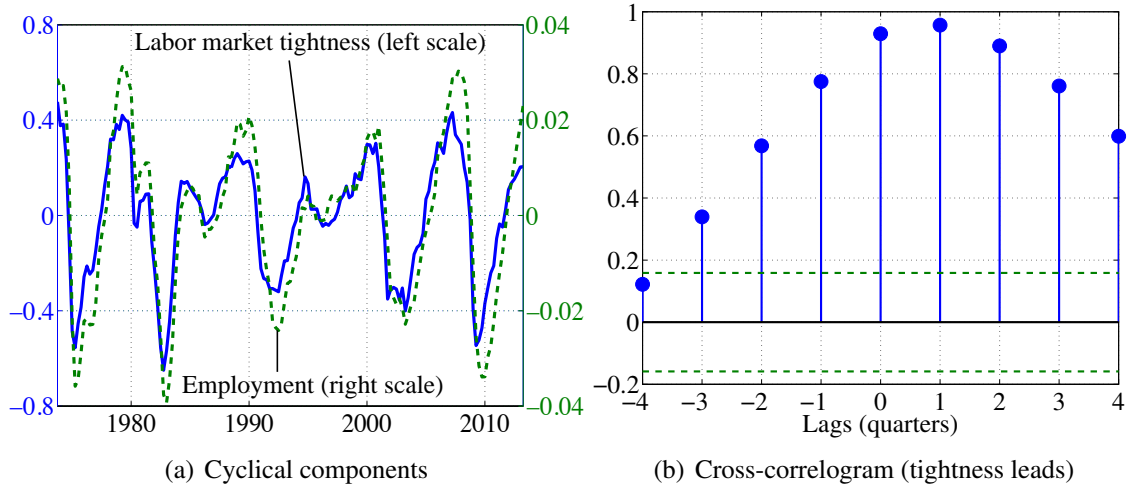 0.8
0.4
0
−0.4
−0.8
0.04
0.02
0
−0.02
−0.04
Labor market tightness (left scale)
Employment (right scale)
1980 1990 2000 2010
(a) Cyclical components
1
0.8
0.6
0.4
0.2
0
−0.2
−4 −3 −2 −1 0 1 2 3 4
Lags (quarters)
(b) Cross-correlogram (tightness leads)